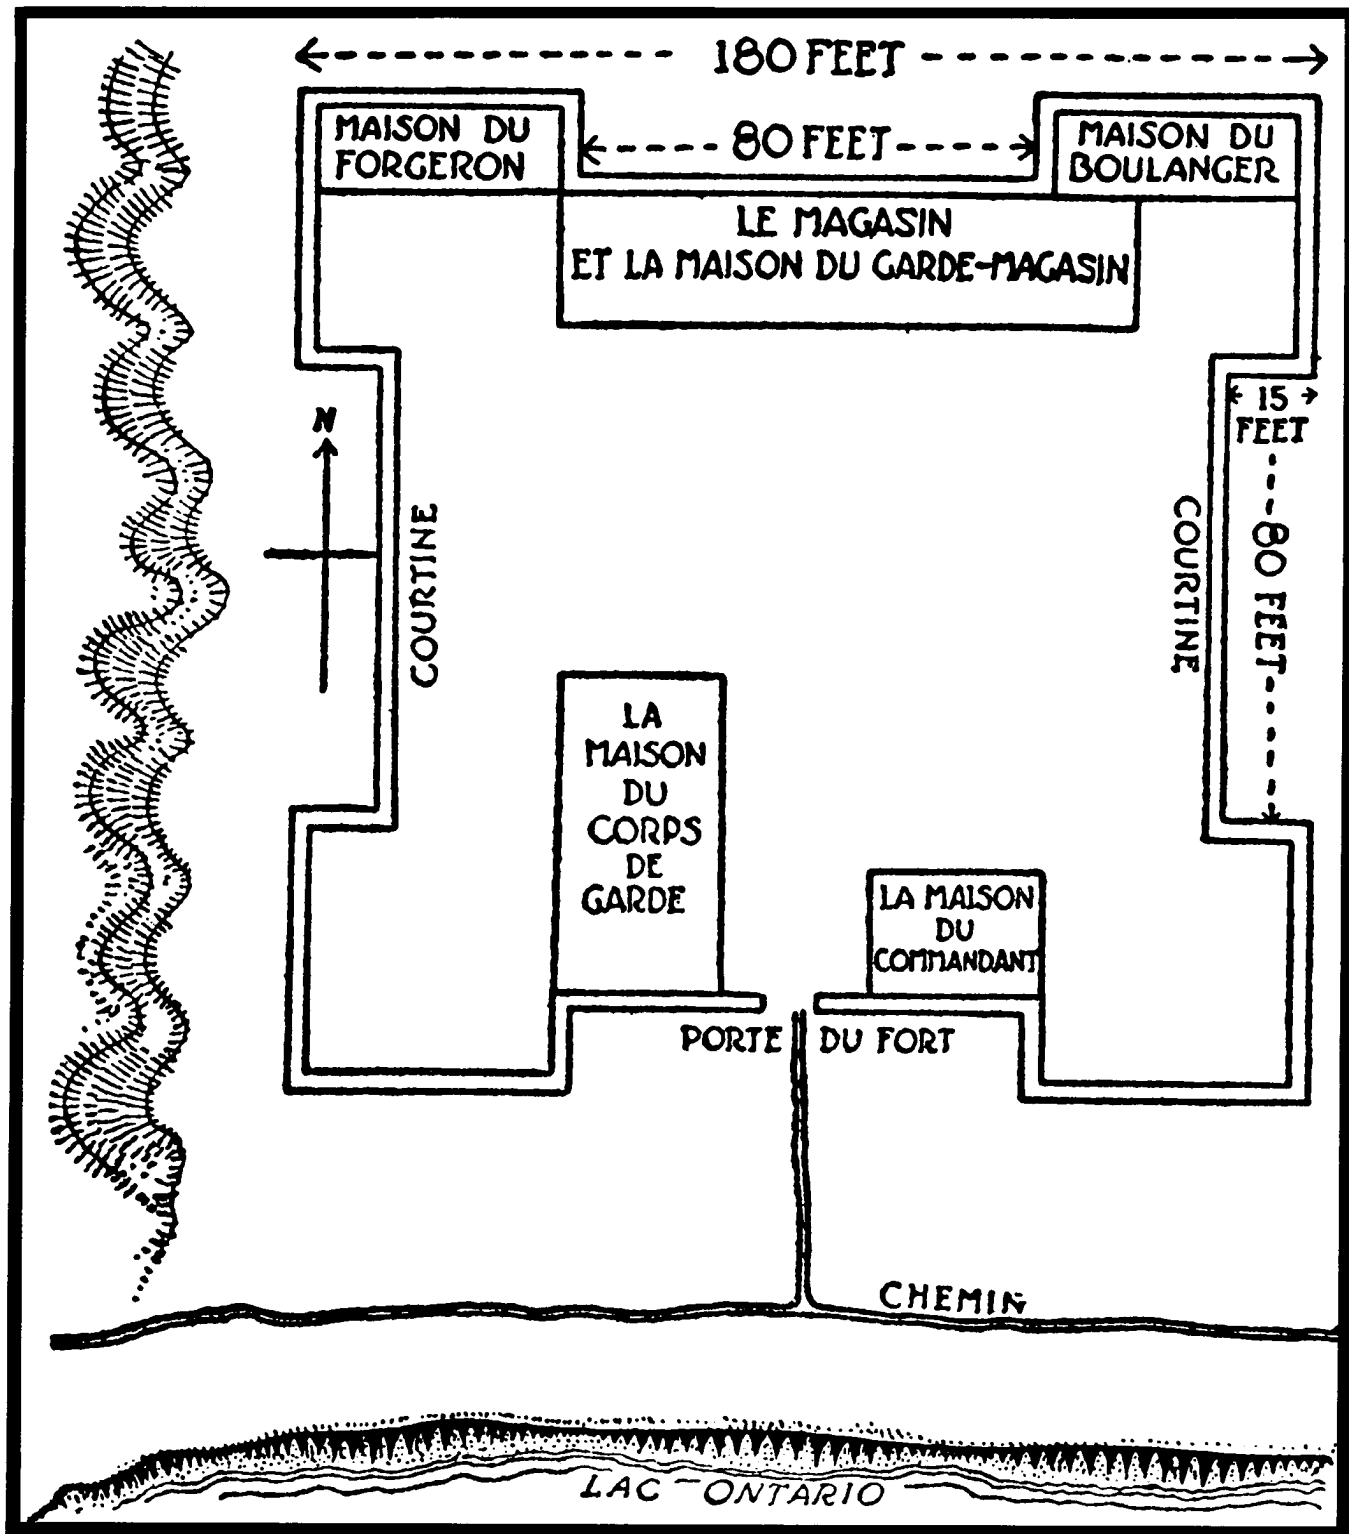 180 FEET
MAISON DU
FORGERON
80 FEET
MAISON DU
BOULANGER
LE MAGASIN
ET LA MAISON DU GARDE-MAGASIN
15
FEET
N
COURTINE
COURTINE
80 FEET
LA
MAISON
DU
CORPS
DE
GARDE
LA MAISON
DU
COMMANDANT
PORTE DU FORT
CHEMIN
LAC ONTARIO